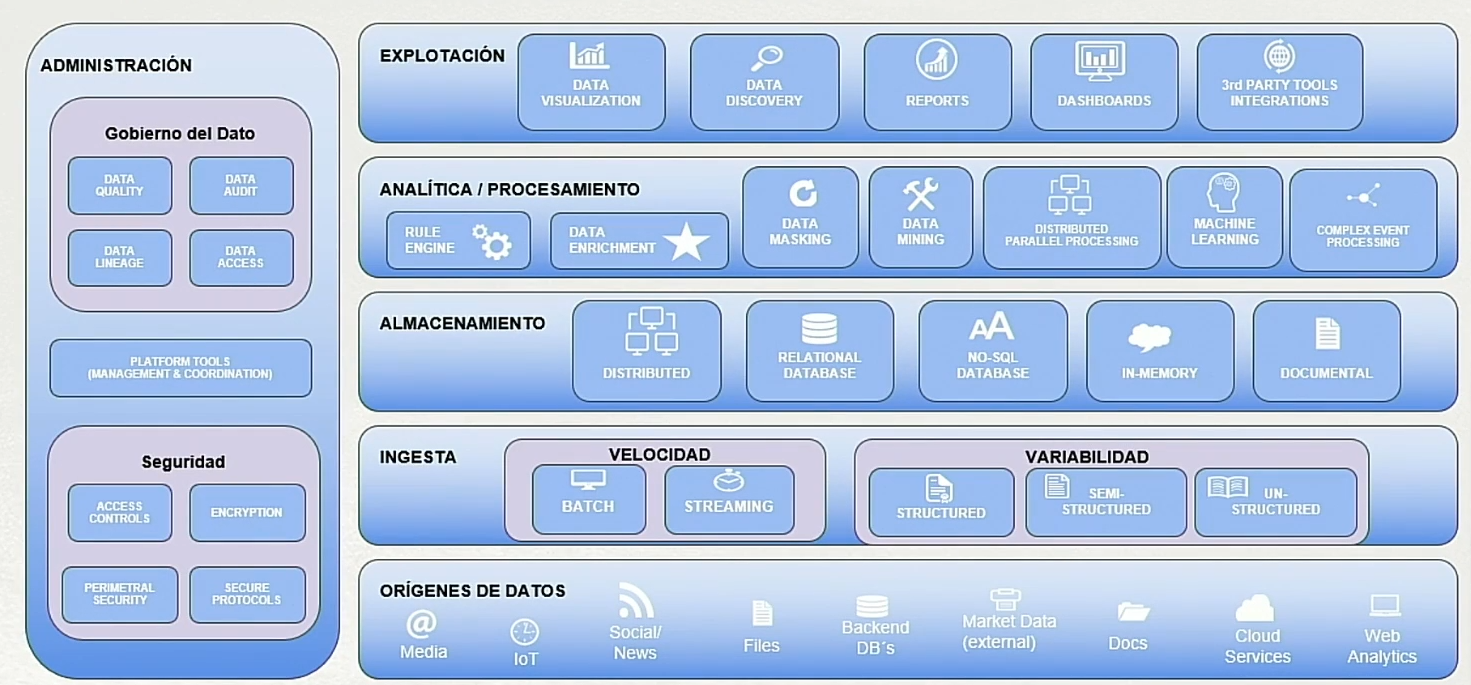 ADMINISTRACIÓN
Gobierno del Dato
DATA
QUALITY
DATA
AUDIT
DATA
LINEAGE
DATA
ACCESS
PLATFORM TOOLS
(MANAGEMENT & COORDINATION)
Seguridad
ACCESS
CONTROLS
ENCRYPTION
PERIMETRAL
SECURITY
SECURE
PROTOCOLS
EXPLOTACIÓN
DATA
VISUALIZATION
DATA
DISCOVERY
REPORTS
DASHBOARDS
3rd PARTY TOOLS
INTEGRATIONS
ANALÍTICA / PROCESAMIENTO
RULE
ENGINE
DATA
ENRICHMENT
DATA
MASKING
DATA
MINING
DISTRIBUTED
PARALLEL PROCESSING
MACHINE
LEARNING
COMPLEX EVENT
PROCESSING
ALMACENAMIENTO
DISTRIBUTED
RELATIONAL
DATABASE
AA
NO-SQL
DATABASE
IN-MEMORY
DOCUMENTAL
INGESTA
VELOCIDAD
BATCH
STREAMING
VARIABILIDAD
STRUCTURED
SEMI-
STRUCTURED
UN-
STRUCTURED
ORÍGENES DE DATOS
@
Media
IoT
Social/
News
Files
Backend
DB´s
Market Data
(external)
Docs
Cloud
Services
Web
Analytics